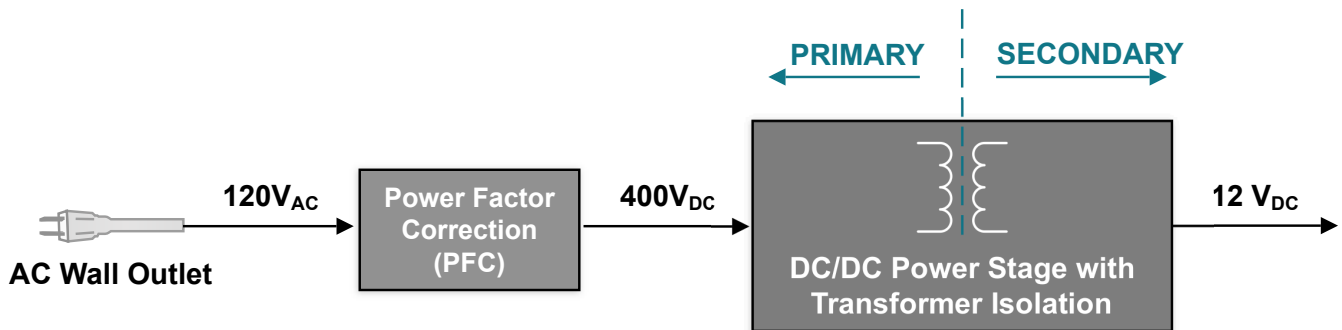 PRIMARY
SECONDARY
120VAC
Power Factor
Correction
(PFC)
400VDC
12 VDC
AC Wall Outlet
DC/DC Power Stage with
Transformer Isolation